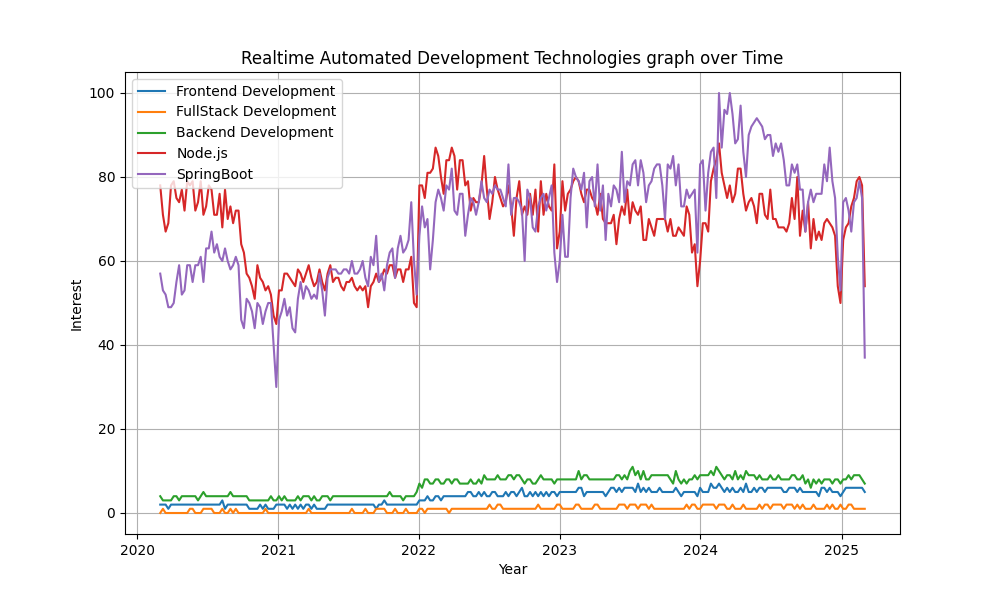 Realtime Automated Development Technologies graph over Time
Frontend Development
FullStack Development
Backend Development
Node.js
SpringBoot
100
80
60
40
20
0
Interest
2020 2021 2022 2023 2024 2025
Year